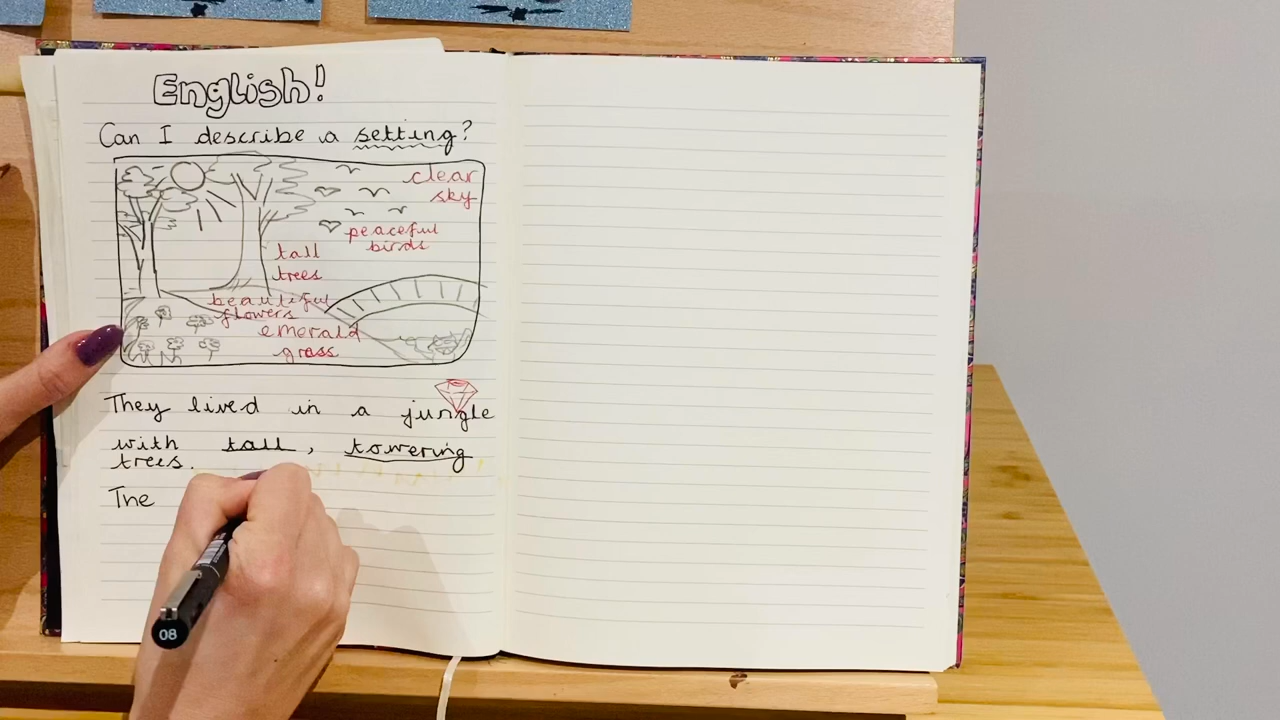 English!
Can I describe a setting?
clear
sky
peaceful
birds
tall
trees
beautiful
flowers
emerald
grass
They lived in a jungle
with tall, towering
trees.
The
08